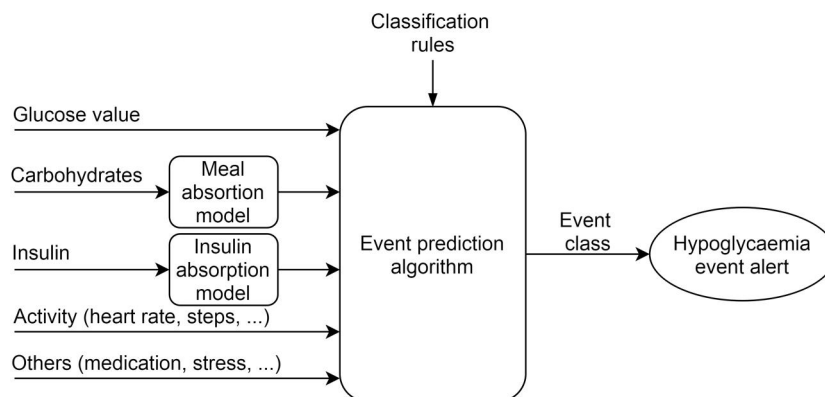 Classification
rules
Glucose value
Carbohydrates
Meal
absortion
model
Insulin
Insulin
absorption
model
Activity (heart rate, steps, ...)
Others (medication, stress, ...)
Event prediction
algorithm
Event
class
Hypoglycaemia
event alert